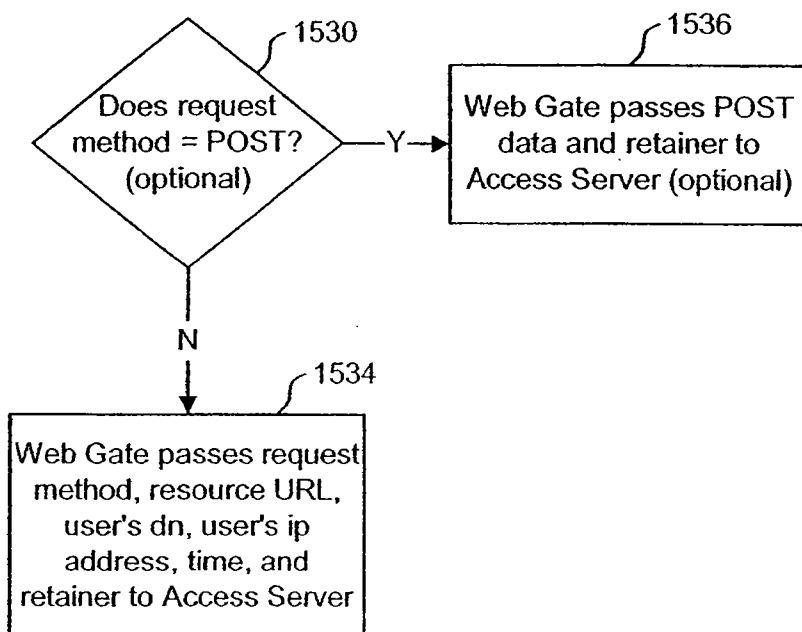 1530
Does request
method = POST?
(optional)
Y
1536
Web Gate passes POST
data and retainer to
Access Server (optional)
N
1534
Web Gate passes request
method, resource URL,
user's dn, user's ip
address, time, and
retainer to Access Server